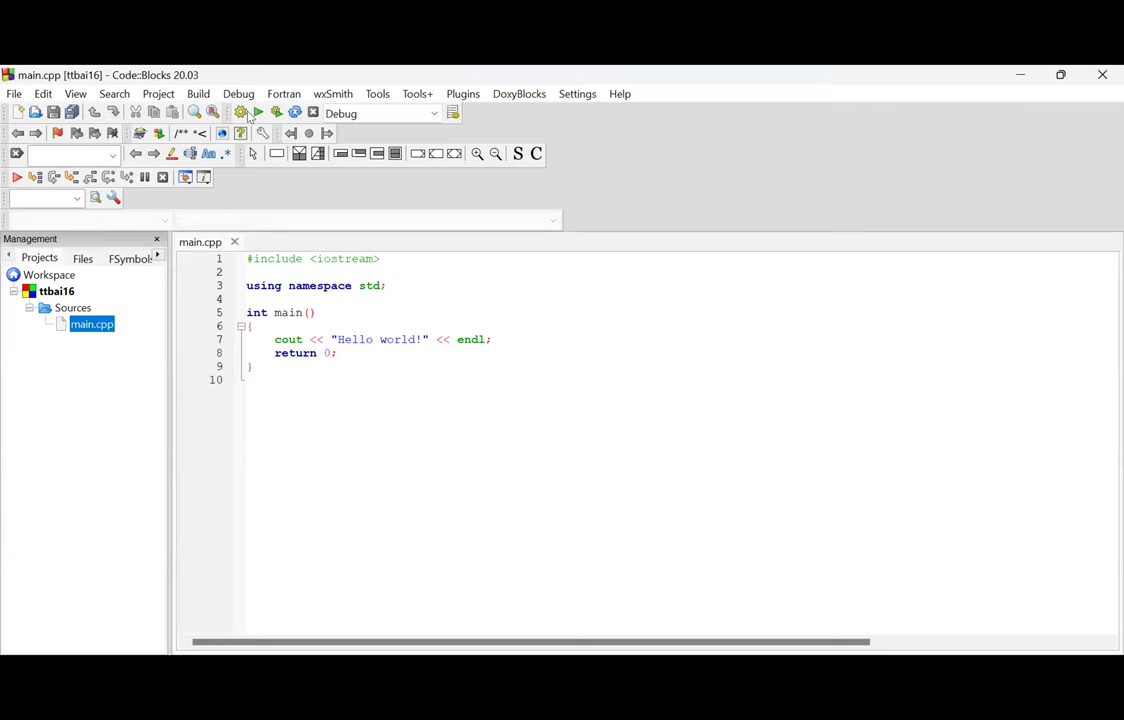 main.cpp [ttbai16] - Code::Blocks 20.03
File Edit View Search Project Build Debug Fortran wxSmith Tools Tools+ Plugins DoxyBlocks Settings Help
Debug
/** *<
Aa .*
S C
Management
Projects Files FSymbols
Workspace
ttbai16
Sources
main.cpp
main.cpp
1 #include <iostream>
2
3 using namespace std;
4
5 int main()
6 {
7 cout << "Hello world!" << endl;
8 return 0;
9 }
10